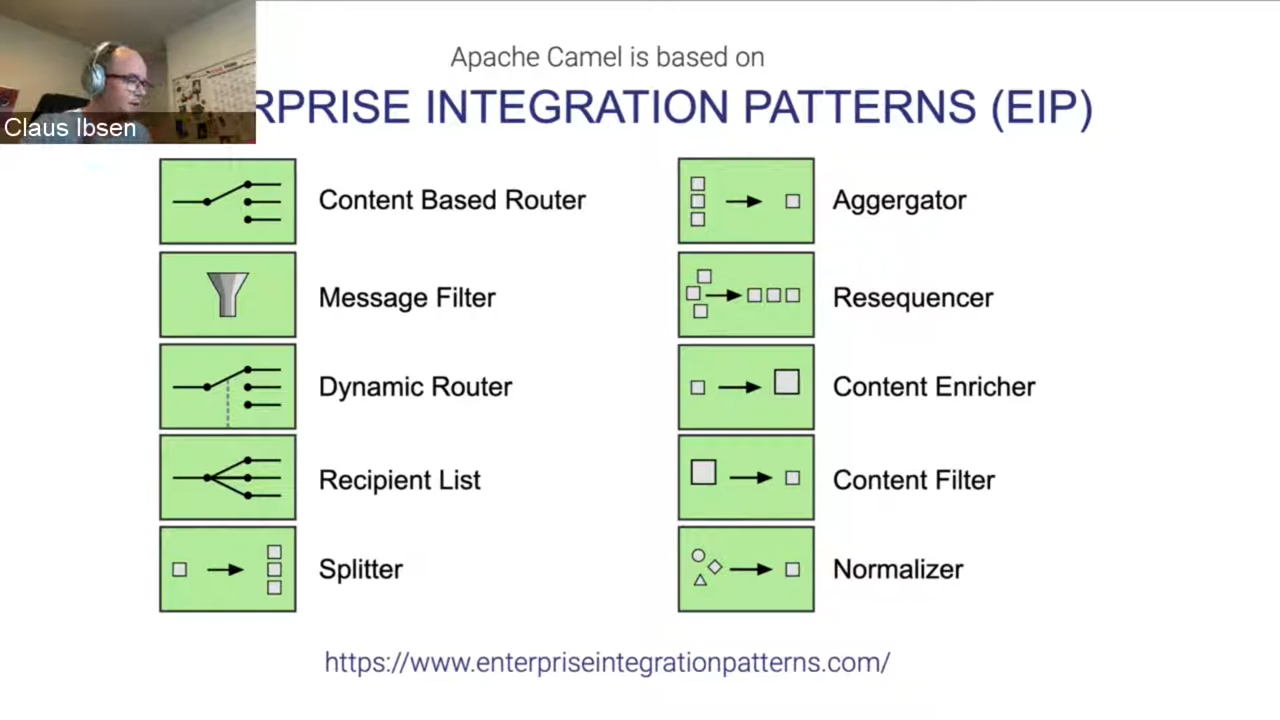 Apache Camel is based on
RPRISE INTEGRATION PATTERNS (EIP)
Claus Ibsen
Content Based Router
Message Filter
Dynamic Router
Recipient List
Splitter
Aggergator
Resequencer
Content Enricher
Content Filter
Normalizer
https://www.enterpriseintegrationpatterns.com/